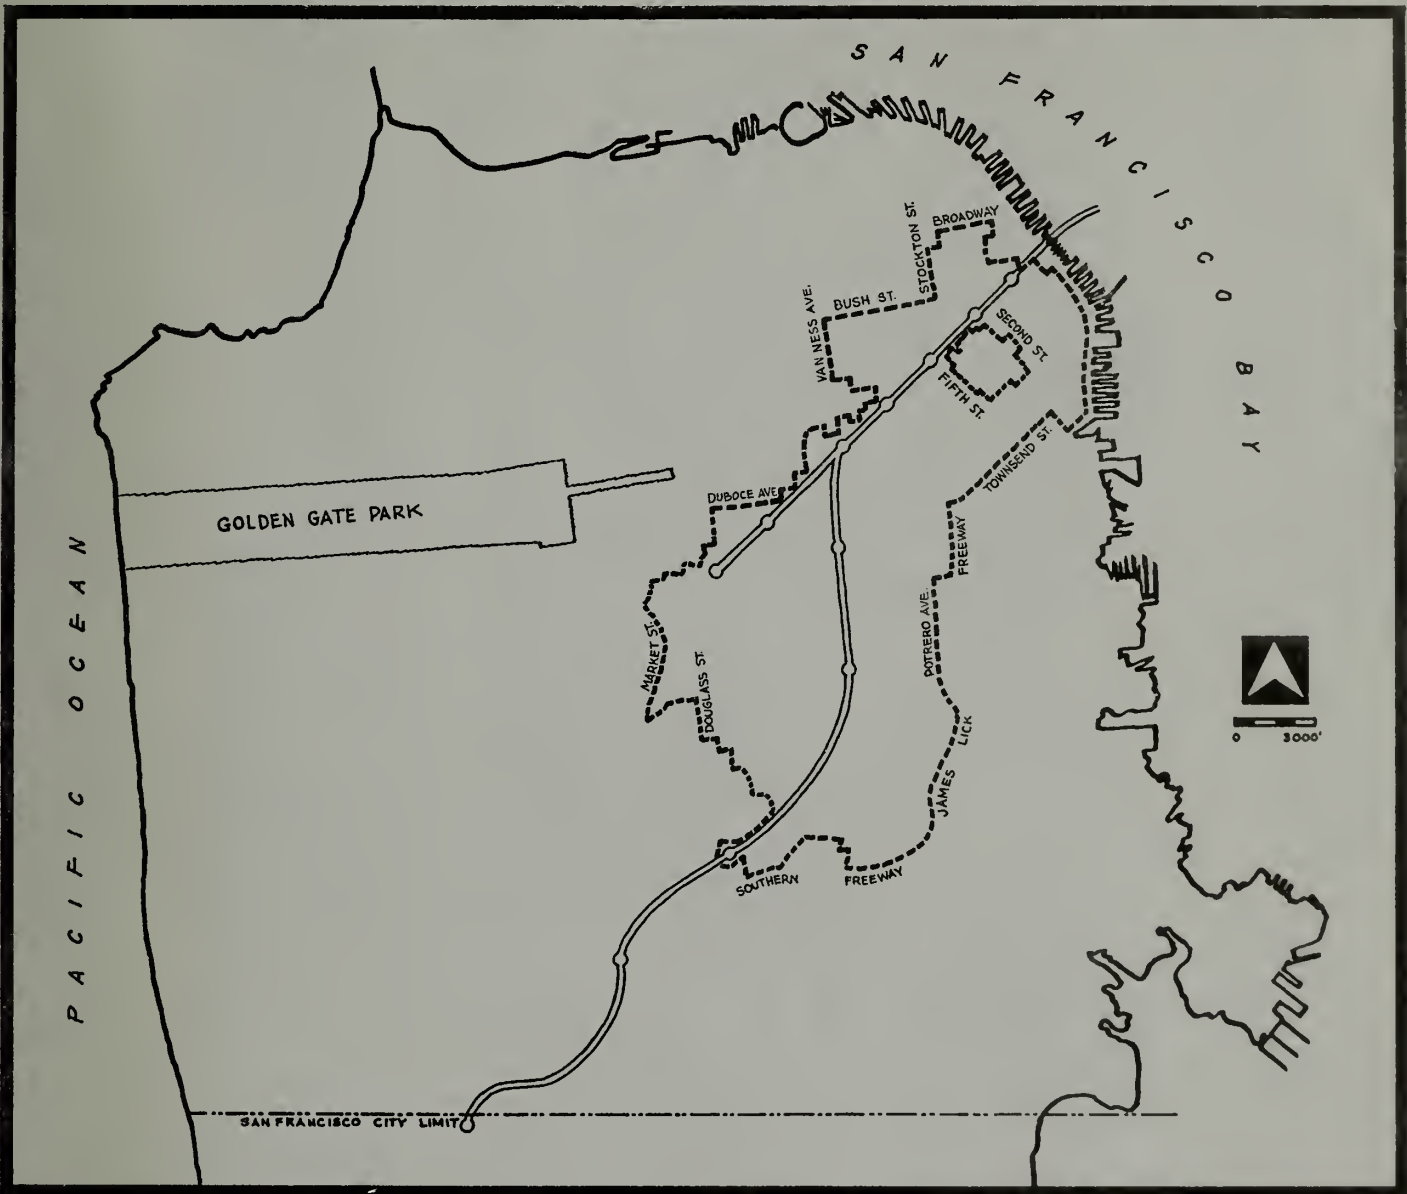 SAN FRANCISCO BAY
BROADWAY
STOCKTON ST.
BUSH ST.
VAN NESS AVE.
SECOND ST.
FIFTH ST.
TOWNSEND ST.
DUBOCE AVE
GOLDEN GATE PARK
FREEWAY
POTRERO AVE.
MARKET ST.
DOUGLASS ST.
LICK
JAMES
SOUTHERN
FREEWAY
PACIFIC OCEAN
0 3000'
SAN FRANCISCO CITY LIMIT